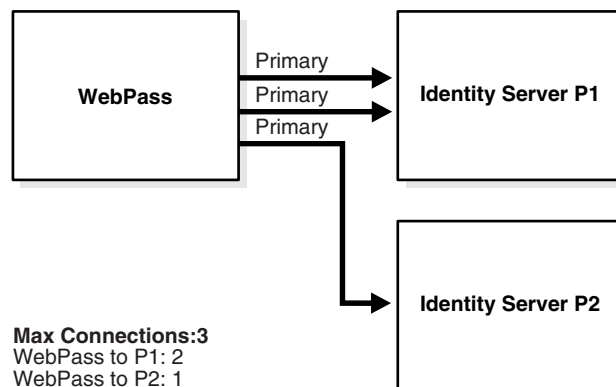 WebPass
Primary
Primary
Primary
Identity Server P1
Identity Server P2
Max Connections:3
WebPass to P1: 2
WebPass to P2: 1